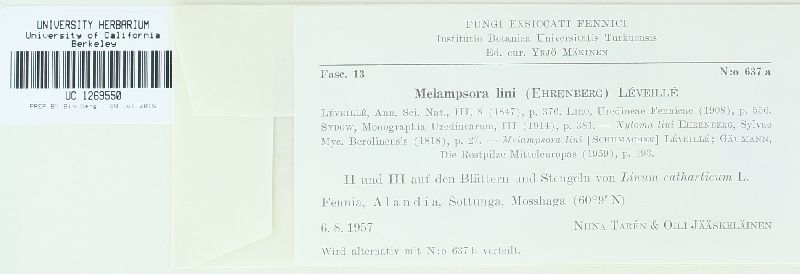 UNIVERSITY HERBARIUM
University of California
Berkeley
UC 1269550
FUNGI EXSICCATI FENNICI
Institutio Botanica Universitatis Turkuensis
Ed. cur. YRJÖ MÄKINEN
Fasc. 13
N:o 637 a
Melampsora lini (EHRENBERG) LÉVEILLÉ
LÉVEILLÉ, Ann. Sci. Nat., III, 8 (1847), p. 376. LIRO, Uredineae Fennicae (1908), p. 556.
SYDOW, Monographia Uredinearum, III (1914), p. 381. — Xyloma lini EHRENBERG, Sylvae
Myc. Berolinensis (1818), p. 27. — Melampsora lini [SCHUMACHER] LÉVEILLÉ; GÄUMANN,
Die Rostpilze Mitteleuropas (1959), p. 193.
II und III auf den Blättern und Stengeln von Linum catharticum L.
Fennia, Alandia, Sottunga, Mosshaga (60°9′ N)
6. 8. 1957
NIINA TARÉN & OILI JÄÄSKELÄINEN
Wird alternativ mit N:o 637 b verteilt.